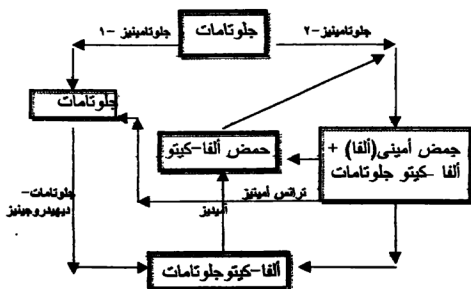 جلوتامات
جلوتامينيز -١
جلوتامينيز-٢
جلوتامات
حمض ألفا-كيتو
حمض أمينى(ألفا) +
ألفا -كيتو جلوتامات
ترانس أمينيز
أميديز
جلوتامات-
ديهيدروجينيز
ألفا-كيتوجلوتامات